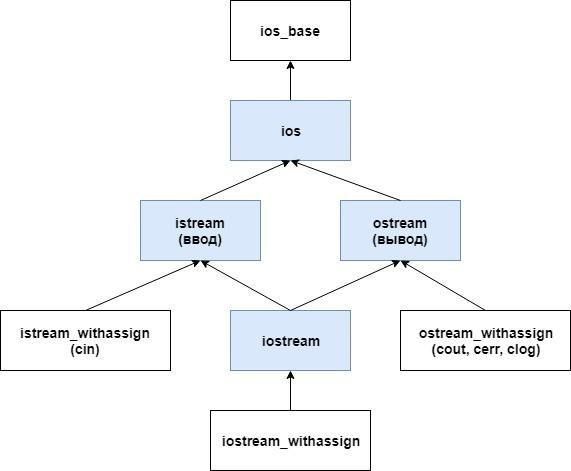 ios_base
ios
istream
(ввод)
ostream
(вывод)
istream_withassign
(cin)
iostream
ostream_withassign
(cout, cerr, clog)
iostream_withassign